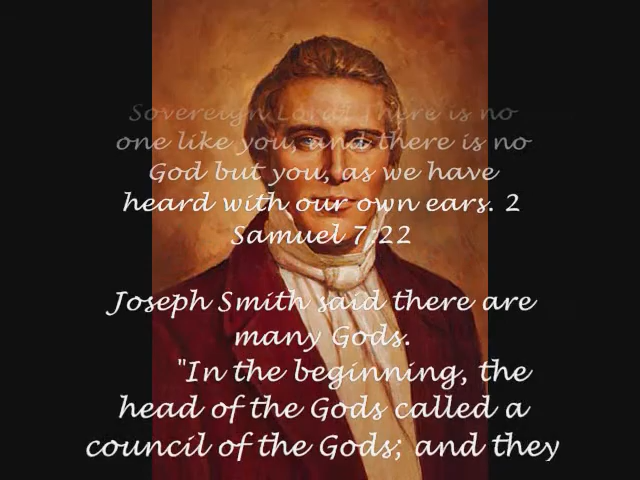 Sovereign Lord! There is no
one like you, and there is no
God but you, as we have
heard with our own ears. 2
Samuel 7:22
Joseph Smith said there are
many Gods.
"In the beginning, the
head of the Gods called a
council of the Gods; and they